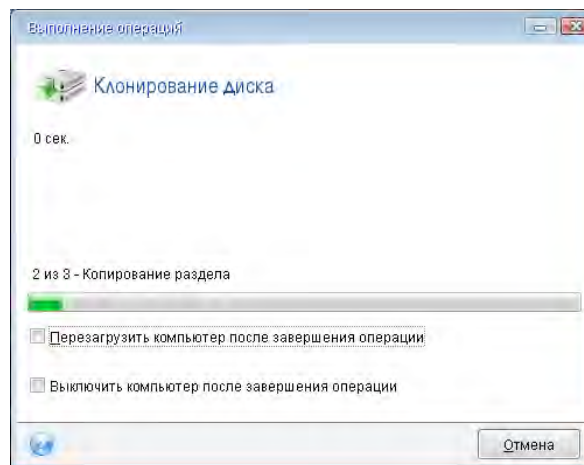 Выполнение операций
Клонирование диска
0 сек.
2 из 3 - Копирование раздела
Перезагрузить компьютер после завершения операции
Выключить компьютер после завершения операции
Отмена